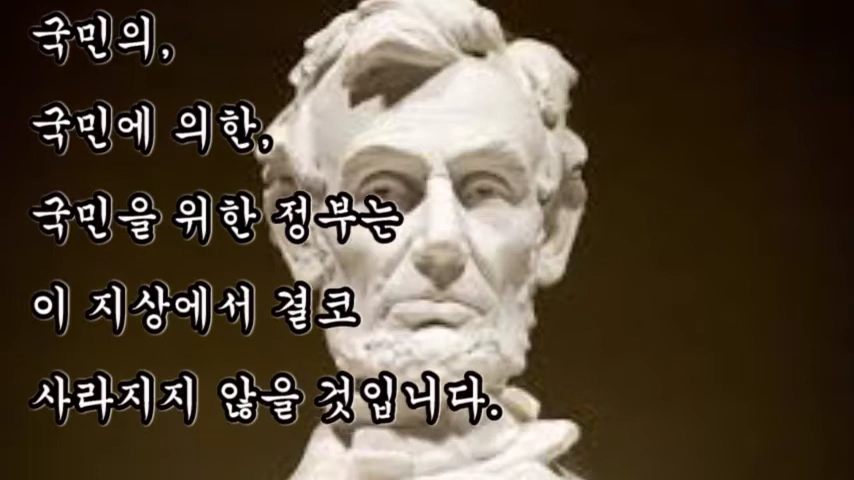 국민의,
국민에 의한,
국민을 위한 정부는
이 지상에서 결코
사라지지 않을 것입니다.